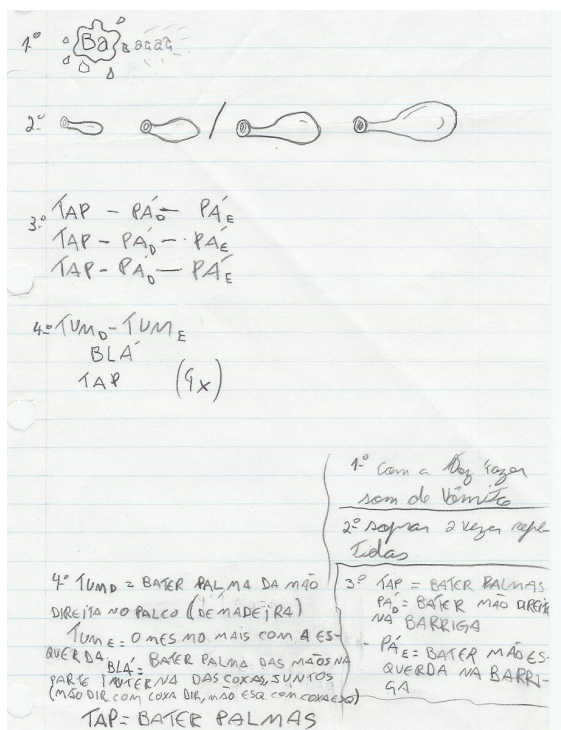 1º Ba agag
2º /
3º TAP - PÁD - PÁE
TAP - PÁD - PÁE
TAP - PÁD - PÁE
4º TUMD - TUME
BLÁ
TAP (4x)
1º Com a Voz fazer
som de Vômito
2º soprar 2 vezes repe-
tidas
3º TAP = BATER PALMAS
PÁD = BATER MÃO DIREITA
NA BARRIGA
- PÁE = BATER MÃO ES-
QUERDA NA BARRI-
GA
4º TUMD = BATER PALMA DA MÃO
DIREITA NO PALCO (DE MADEIRA)
TUME = O MESMO MAIS COM A ES-
QUERDA.
BLÁ = BATER PALMA DAS MÃOS NA
PARTE INTERNA DAS COXAS, JUNTOS
(MÃO DIR COM COXA DIR, MÃO ESQ COM COXA ESQ)
TAP = BATER PALMAS